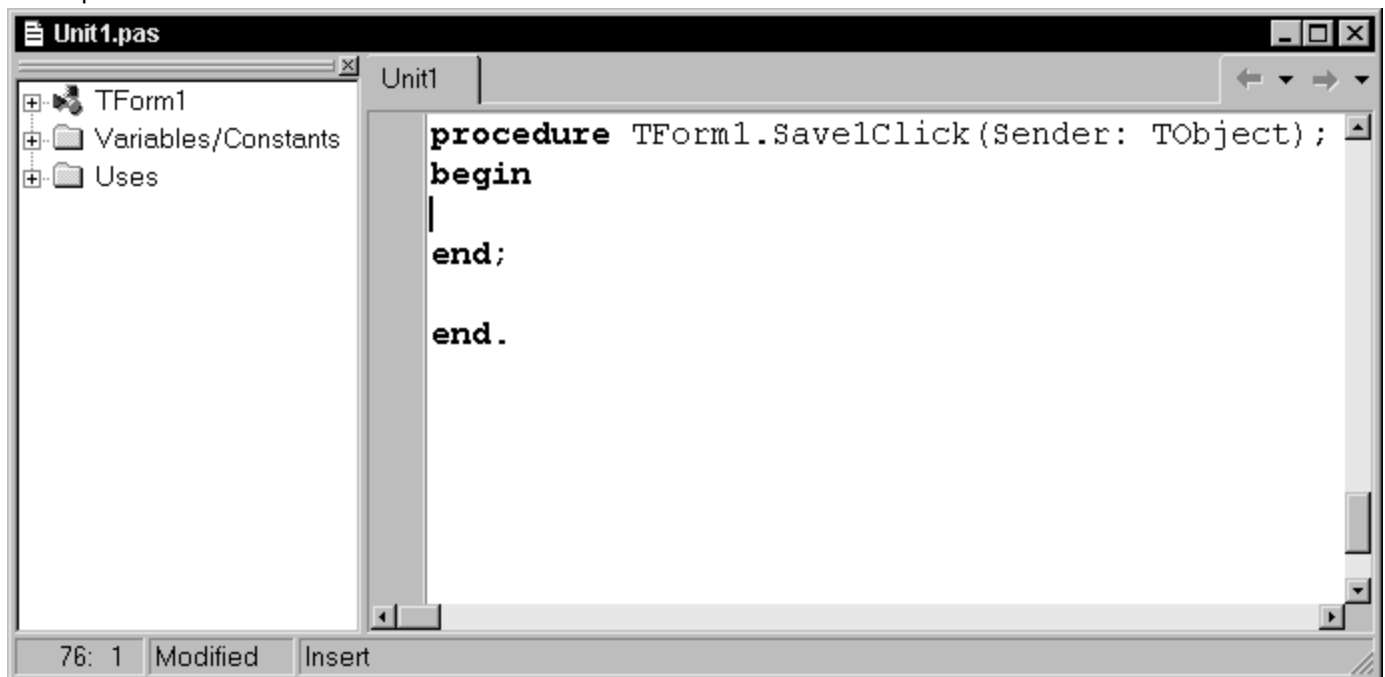 Unit1.pas
TForm1
Variables/Constants
Uses
Unit1
procedure TForm1.Save1Click(Sender: TObject);
begin
end;
end.
76: 1 Modified Insert